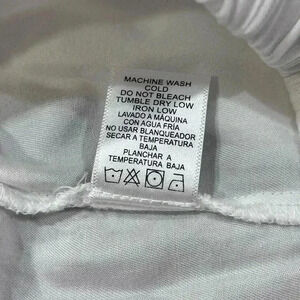 MACHINE WASH
COLD
DO NOT BLEACH
TUMBLE DRY LOW
IRON LOW
LAVADO A MÁQUINA
CON AGUA FRÍA
NO USAR BLANQUEADOR
SECAR A TEMPERATURA
BAJA
PLANCHAR A
TEMPERATURA BAJA